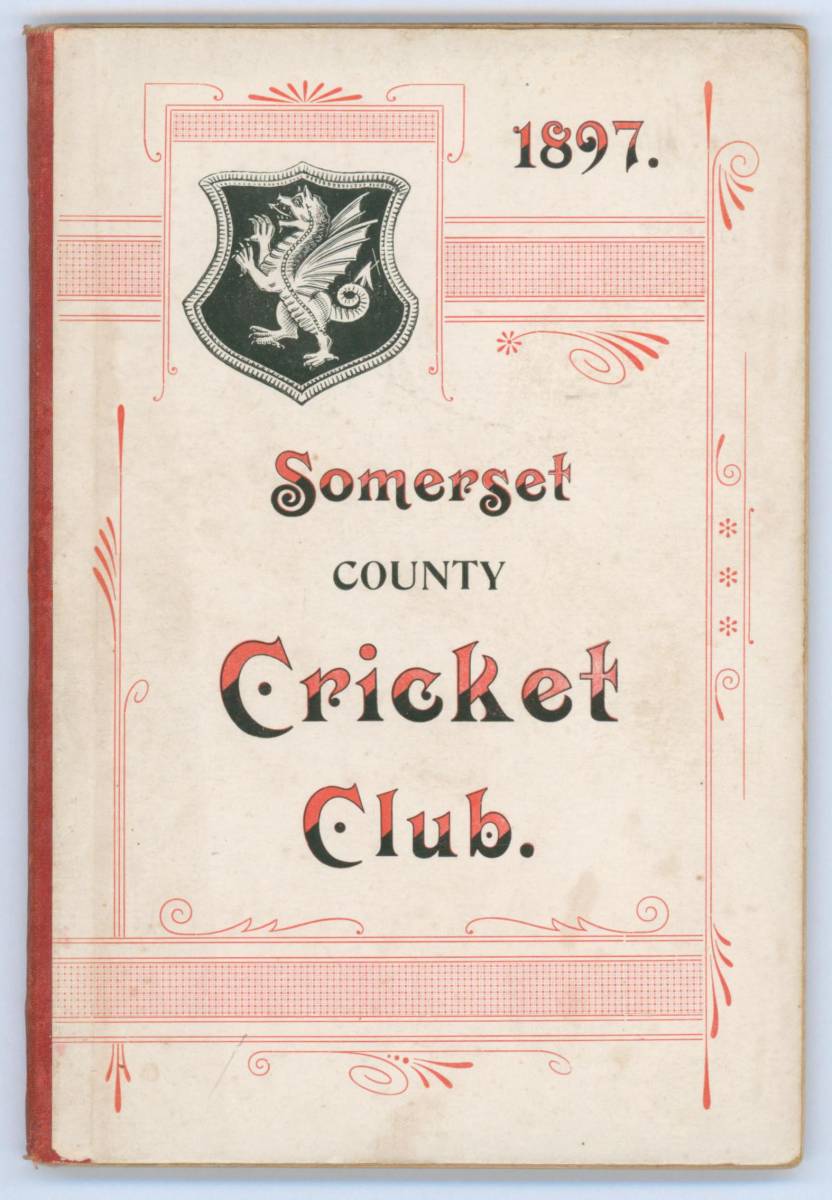 1897.
Somerset
COUNTY
Cricket
Club.